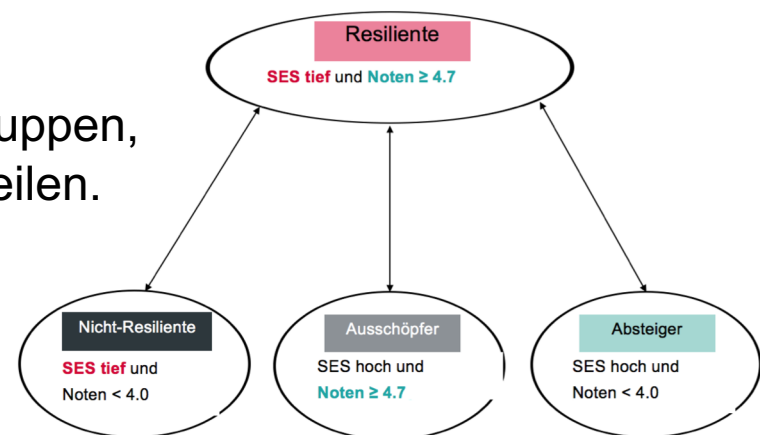 Resiliente
SES tief und Noten ≥ 4.7
uppen,
eilen.
Nicht-Resiliente
SES tief und
Noten < 4.0
Ausschöpfer
SES hoch und
Noten ≥ 4.7
Absteiger
SES hoch und
Noten < 4.0